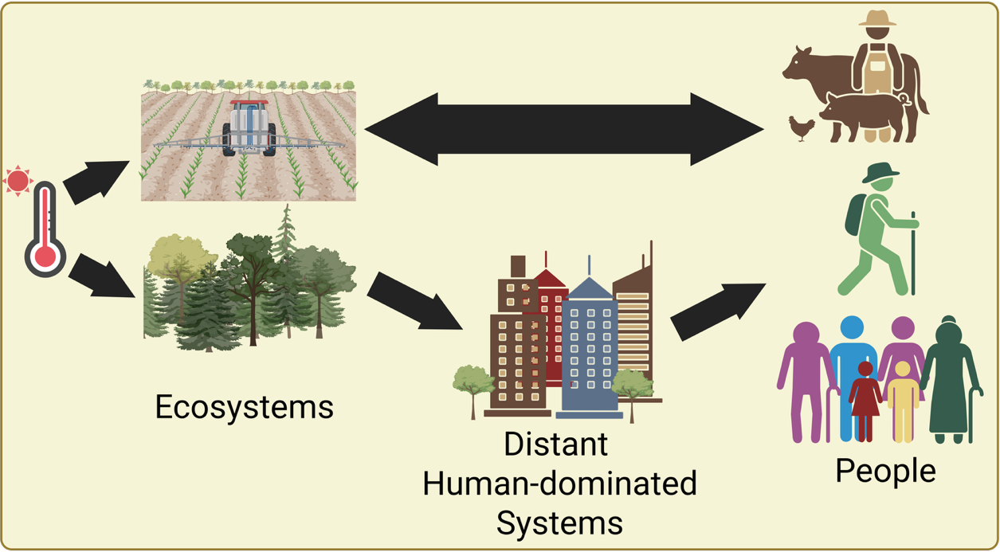 Ecosystems
Distant
Human-dominated
Systems
People